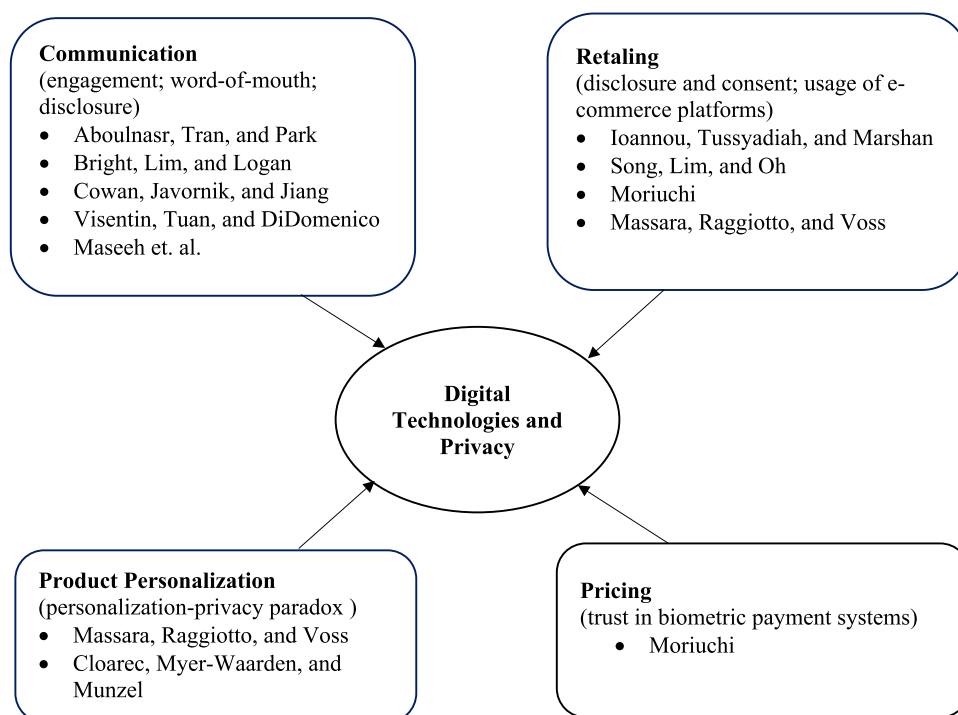 Communication
(engagement; word-of-mouth;
disclosure)
• Aboulnasr, Tran, and Park
• Bright, Lim, and Logan
• Cowan, Javornik, and Jiang
• Visentin, Tuan, and DiDomenico
• Maseeh et. al.
Retaling
(disclosure and consent; usage of e-
commerce platforms)
• Ioannou, Tussyadiah, and Marshan
• Song, Lim, and Oh
• Moriuchi
• Massara, Raggiotto, and Voss
Digital
Technologies and
Privacy
Product Personalization
(personalization-privacy paradox )
• Massara, Raggiotto, and Voss
• Cloarec, Myer-Waarden, and
Munzel
Pricing
(trust in biometric payment systems)
• Moriuchi